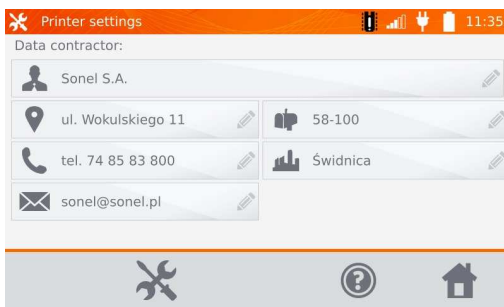 Printer settings 11:35
Data contractor:
Sonel S.A.
ul. Wokulskiego 11 58-100
tel. 74 85 83 800 Świdnica
sonel@sonel.pl